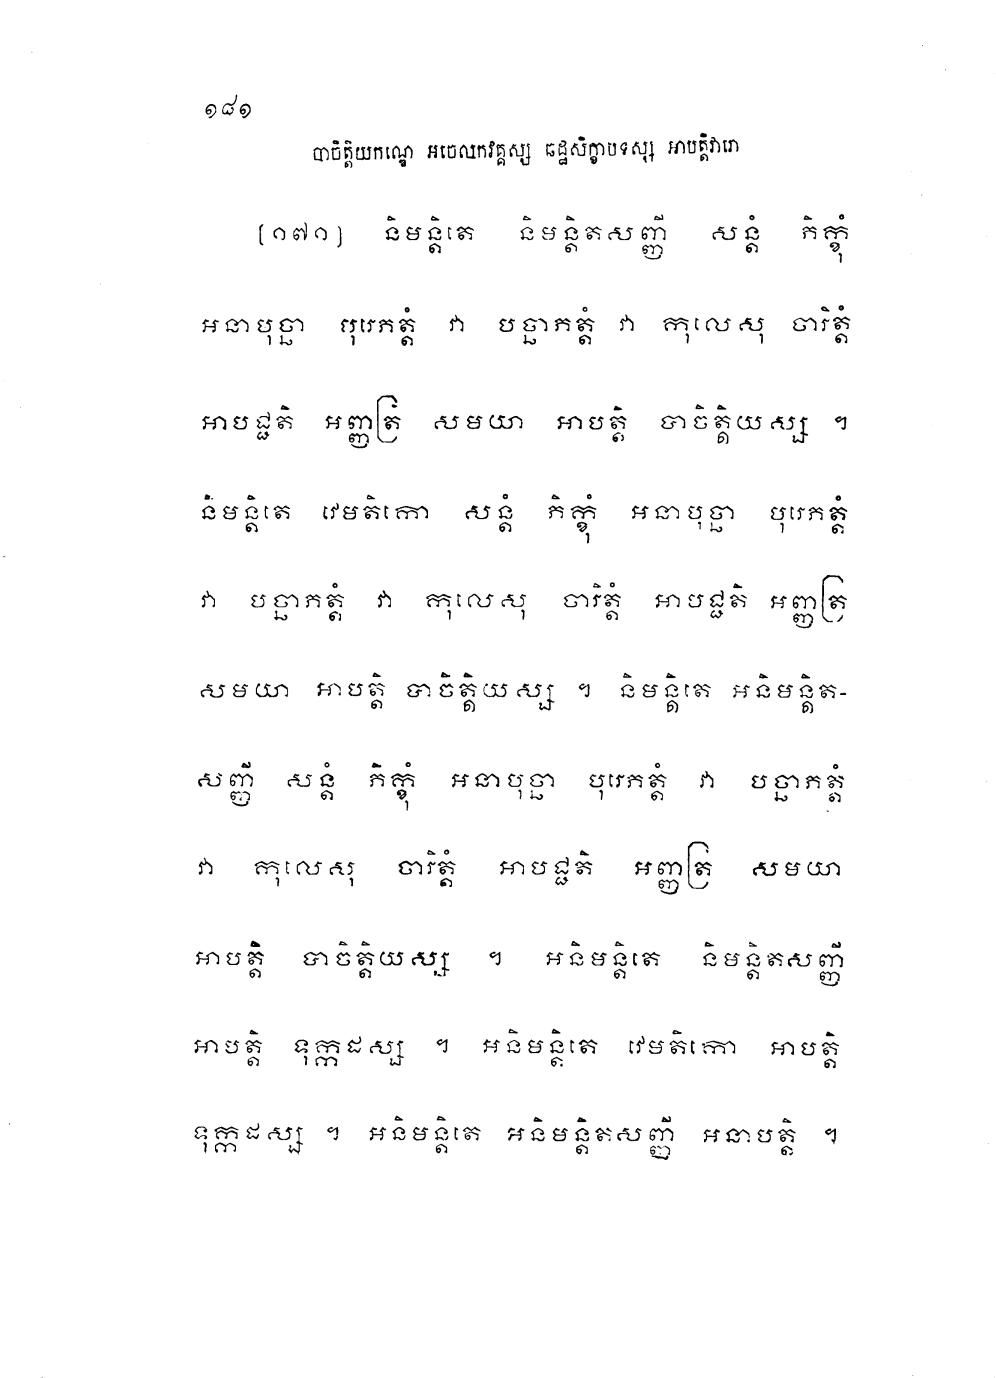 ១៨១
បាចិត្តិយកណ្ឌេ អចេលកវគ្គស្ស ឆដ្ឋសិក្ខាបទស្ស អាបត្តិវារោ
[១៧១] និមន្តិតេ និមន្តិតសញ្ញី សន្តំ ភិក្ខុំ
អនាបុច្ឆា បុរេភត្តំ វា បច្ឆាភត្តំ វា កុលេសុ ចារិត្តំ
អាបជ្ជតិ អញ្ញត្រ សមយា អាបត្តិ បាចិត្តិយស្ស ។
និមន្តិតេ វេមតិកោ សន្តំ ភិក្ខុំ អនាបុច្ឆា បុរេភត្តំ
វា បច្ឆាភត្តំ វា កុលេសុ ចារិត្តំ អាបជ្ជតិ អញ្ញត្រ
សមយា អាបត្តិ បាចិត្តិយស្ស ។ និមន្តិតេ អនិមន្តិត-
សញ្ញី សន្តំ ភិក្ខុំ អនាបុច្ឆា បុរេភត្តំ វា បច្ឆាភត្តំ
វា កុលេសុ ចារិត្តំ អាបជ្ជតិ អញ្ញត្រ សមយា
អាបត្តិ បាចិត្តិយស្ស ។ អនិមន្តិតេ និមន្តិតសញ្ញី
អាបត្តិ ទុក្កដស្ស ។ អនិមន្តិតេ វេមតិកោ អាបត្តិ
ទុក្កដស្ស ។ អនិមន្តិតេ អនិមន្តិតសញ្ញី អនាបត្តិ ។